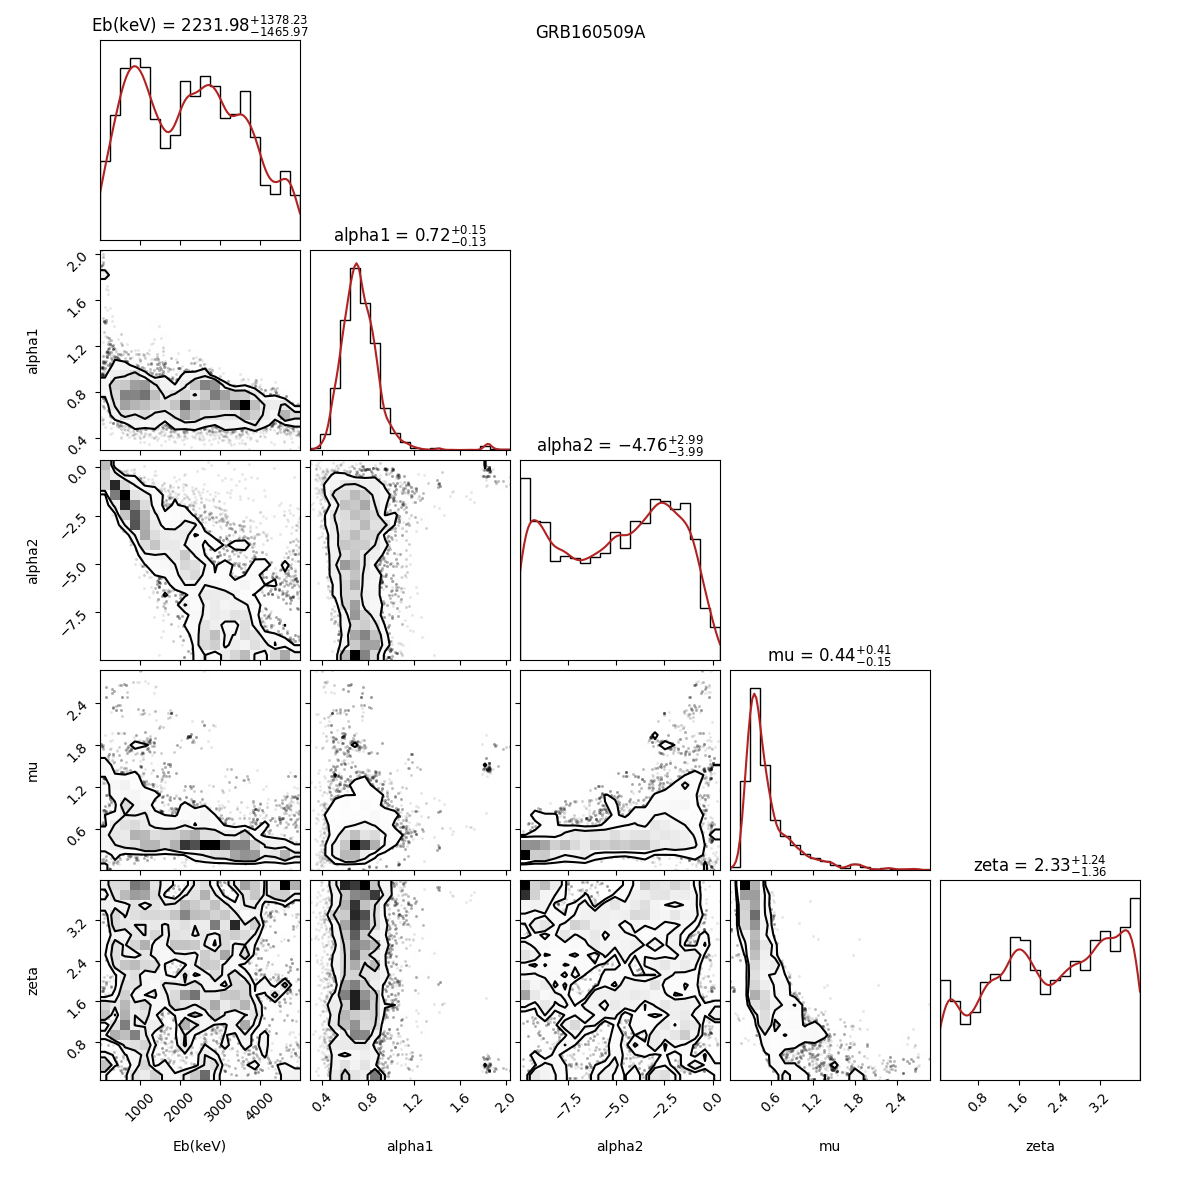 GRB160509A
Eb(keV) = 2231.98+1378.23−1465.97
alpha1 = 0.72+0.15−0.13
2.0
1.6
1.2
0.8
0.4
alpha1
alpha2 = −4.76+2.99−3.99
0.0
−2.5
−5.0
−7.5
alpha2
mu = 0.44+0.41−0.15
2.4
1.8
1.2
0.6
mu
zeta = 2.33+1.24−1.36
3.2
2.4
1.6
0.8
zeta
1000 2000 3000 4000 0.4 0.8 1.2 1.6 2.0 −7.5 −5.0 −2.5 0.0 0.6 1.2 1.8 2.4 0.8 1.6 2.4 3.2
Eb(keV) alpha1 alpha2 mu zeta